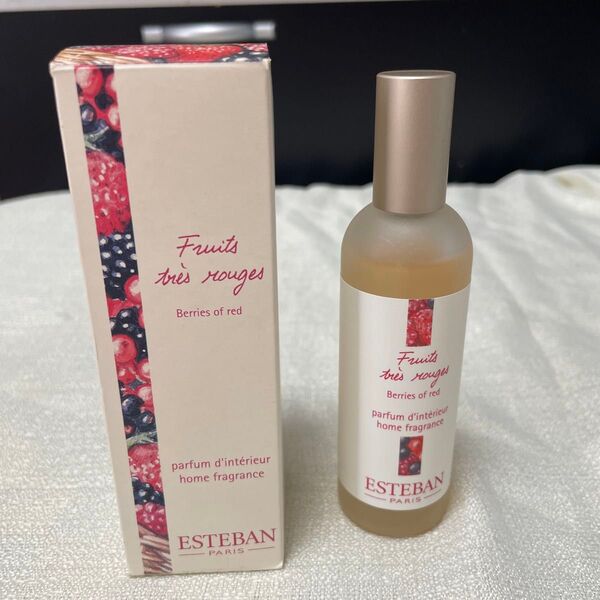 Fruits
très rouges
Berries of red
parfum d'intérieur
home fragrance
ESTEBAN
PARIS
Fruits
très rouges
Berries of red
parfum d'intérieur
home fragrance
ESTEBAN
PARIS